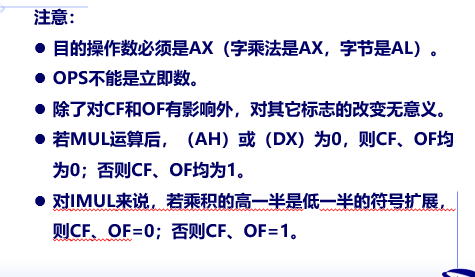 注意：
● 目的操作数必须是AX（字乘法是AX，字节是AL）。
● OPS不能是立即数。
● 除了对CF和OF有影响外，对其它标志的改变无意义。
● 若MUL运算后，（AH）或（DX）为0，则CF、OF均
为0；否则CF、OF均为1。
● 对IMUL来说，若乘积的高一半是低一半的符号扩展，
则CF、OF=0；否则CF、OF=1。